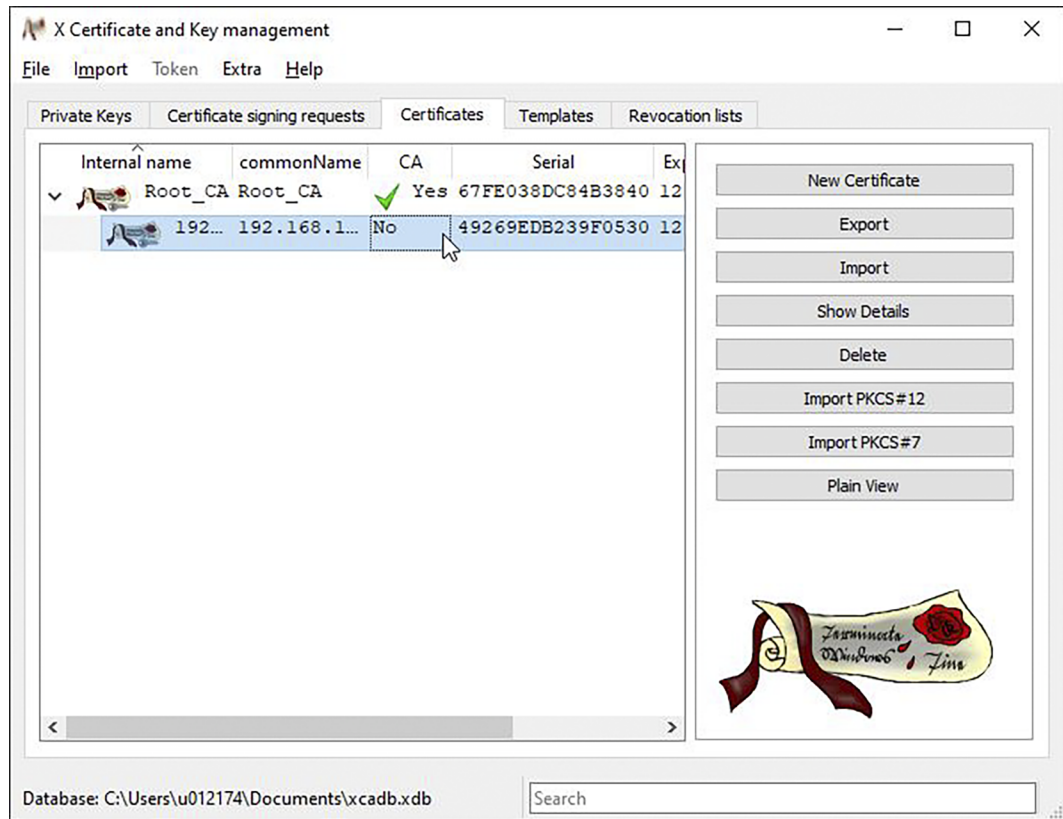 X Certificate and Key management
File Import Token Extra Help
Private Keys Certificate signing requests Certificates Templates Revocation lists
Internal name commonName CA Serial Exp
Root_CA Root_CA Yes 67FE038DC84B3840 12
192... 192.168.1... No 49269EDB239F0530 12
New Certificate
Export
Import
Show Details
Delete
Import PKCS#12
Import PKCS#7
Plain View
Database: C:\Users\u012174\Documents\xcadb.xdb Search